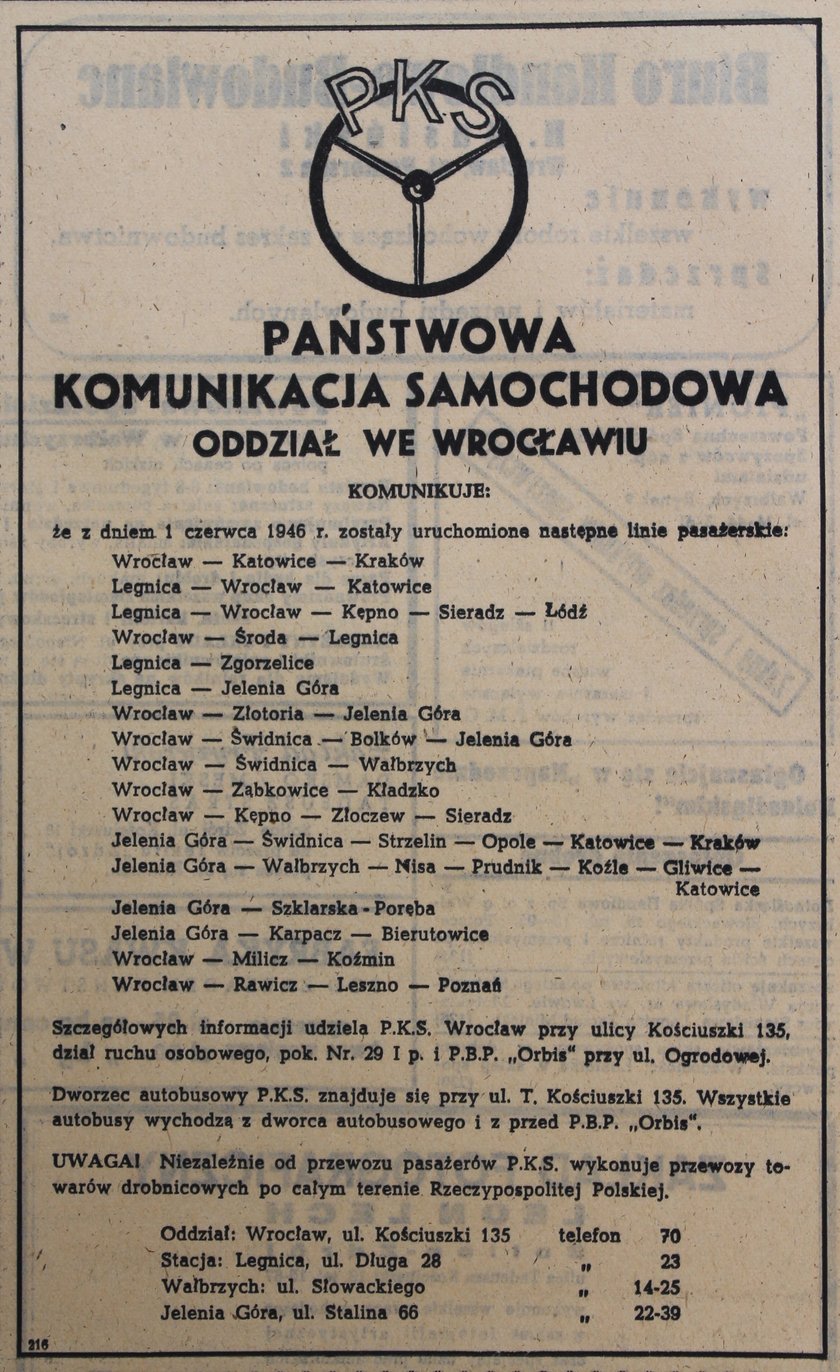 PKS
PAŃSTWOWA
KOMUNIKACJA SAMOCHODOWA
ODDZIAŁ WE WROCŁAWIU
KOMUNIKUJE:
że z dniem 1 czerwca 1946 r. zostały uruchomione następne linie pasażerskie:
Wrocław — Katowice — Kraków
Legnica — Wrocław — Katowice
Legnica — Wrocław — Kępno — Sieradz — Łódź
Wrocław — Środa — Legnica
Legnica — Zgorzelice
Legnica — Jelenia Góra
Wrocław — Złotoria — Jelenia Góra
Wrocław — Świdnica — Bolków — Jelenia Góra
Wrocław — Świdnica — Wałbrzych
Wrocław — Ząbkowice — Kładzko
Wrocław — Kępno — Złoczew — Sieradz
Jelenia Góra — Świdnica — Strzelin — Opole — Katowice — Kraków
Jelenia Góra — Wałbrzych — Nisa — Prudnik — Koźle — Gliwice —
Katowice
Jelenia Góra — Szklarska-Poręba
Jelenia Góra — Karpacz — Bierutowice
Wrocław — Milicz — Koźmin
Wrocław — Rawicz — Leszno — Poznań
Szczegółowych informacji udziela P.K.S. Wrocław przy ulicy Kościuszki 135,
dział ruchu osobowego, pok. Nr. 29 I p. i P.B.P. „Orbis" przy ul. Ogrodowej.
Dworzec autobusowy P.K.S. znajduje się przy ul. T. Kościuszki 135. Wszystkie
autobusy wychodzą z dworca autobusowego i z przed P.B.P. „Orbis".
UWAGA! Niezależnie od przewozu pasażerów P.K.S. wykonuje przewozy to-
warów drobnicowych po całym terenie Rzeczypospolitej Polskiej.
Oddział: Wrocław, ul. Kościuszki 135 telefon 70
Stacja: Legnica, ul. Długa 28 „ 23
Wałbrzych: ul. Słowackiego „ 14-25
Jelenia Góra, ul. Stalina 66 „ 22-39
216